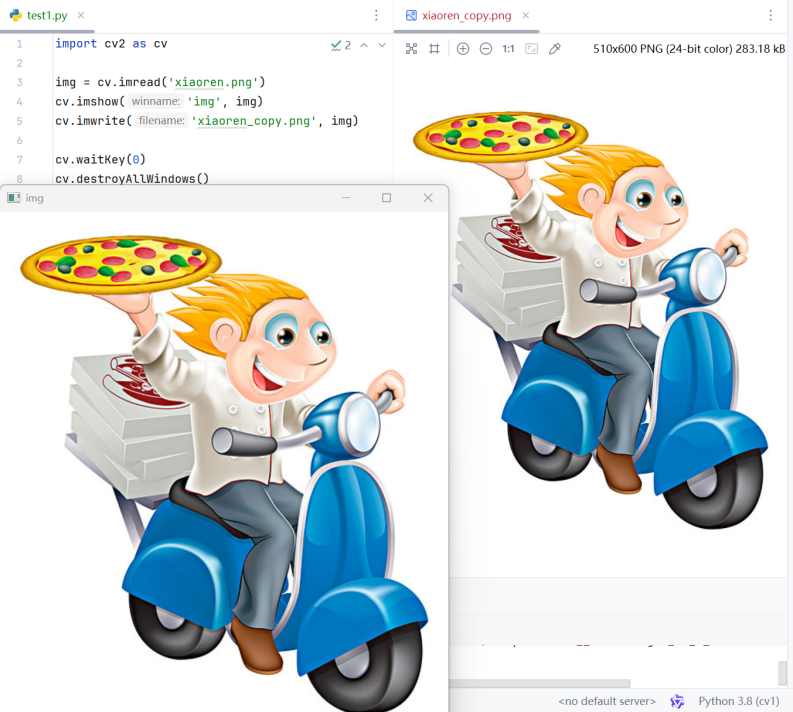 test1.py
xiaoren_copy.png
1 import cv2 as cv
2
2
3 img = cv.imread('xiaoren.png')
4 cv.imshow( winname: 'img', img)
5 cv.imwrite( filename: 'xiaoren_copy.png', img)
6
7 cv.waitKey(0)
8 cv.destroyAllWindows()
1:1
510x600 PNG (24-bit color) 283.18 kB
img
<no default server>
Python 3.8 (cv1)